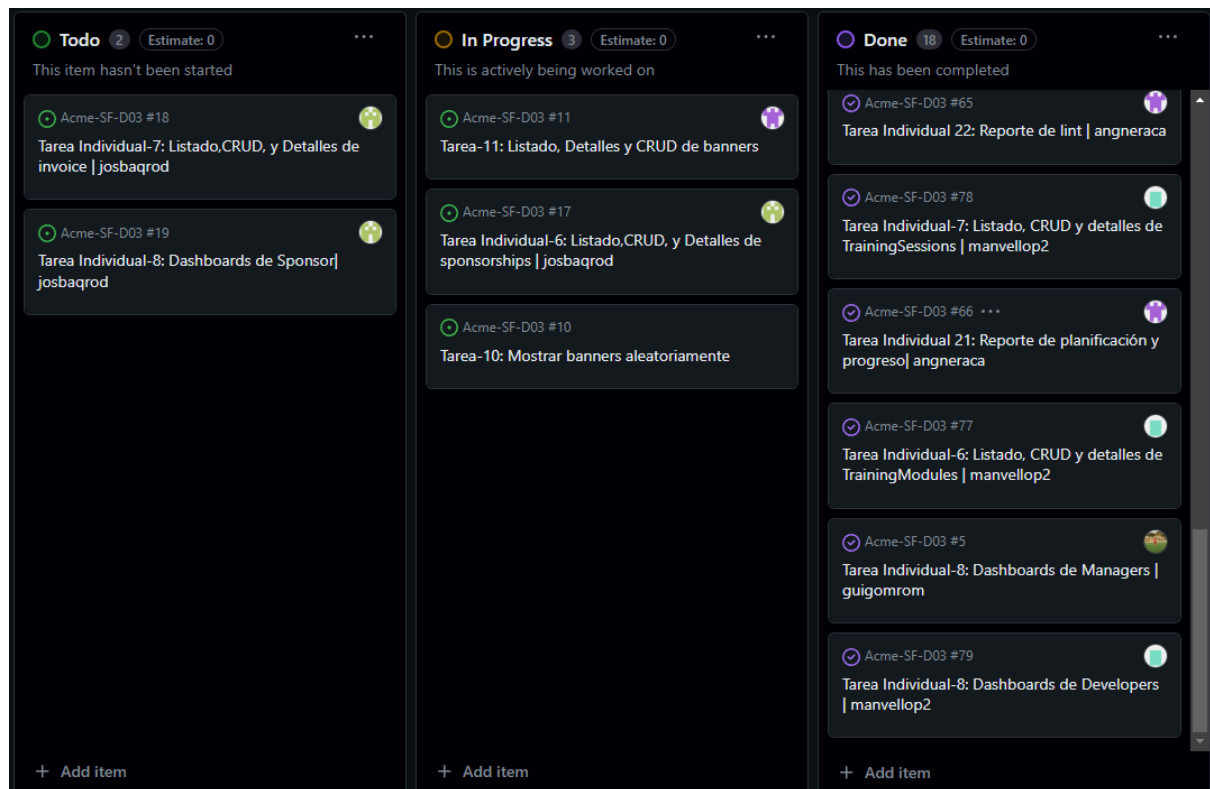 Todo 2 Estimate: 0 ...
This item hasn't been started
Acme-SF-D03 #18
Tarea Individual-7: Listado,CRUD, y Detalles de
invoice | josbaqrod
Acme-SF-D03 #19
Tarea Individual-8: Dashboards de Sponsor|
josbaqrod
+ Add item
In Progress 3 Estimate: 0 ...
This is actively being worked on
Acme-SF-D03 #11
Tarea-11: Listado, Detalles y CRUD de banners
Acme-SF-D03 #17
Tarea Individual-6: Listado,CRUD, y Detalles de
sponsorships | josbaqrod
Acme-SF-D03 #10
Tarea-10: Mostrar banners aleatoriamente
+ Add item
Done 18 Estimate: 0 ...
This has been completed
Acme-SF-D03 #65
Tarea Individual 22: Reporte de lint | angneraca
Acme-SF-D03 #78
Tarea Individual-7: Listado, CRUD y detalles de
TrainingSessions | manvellop2
Acme-SF-D03 #66 ...
Tarea Individual 21: Reporte de planificación y
progreso| angneraca
Acme-SF-D03 #77
Tarea Individual-6: Listado, CRUD y detalles de
TrainingModules | manvellop2
Acme-SF-D03 #5
Tarea Individual-8: Dashboards de Managers |
guigomrom
Acme-SF-D03 #79
Tarea Individual-8: Dashboards de Developers
| manvellop2
+ Add item